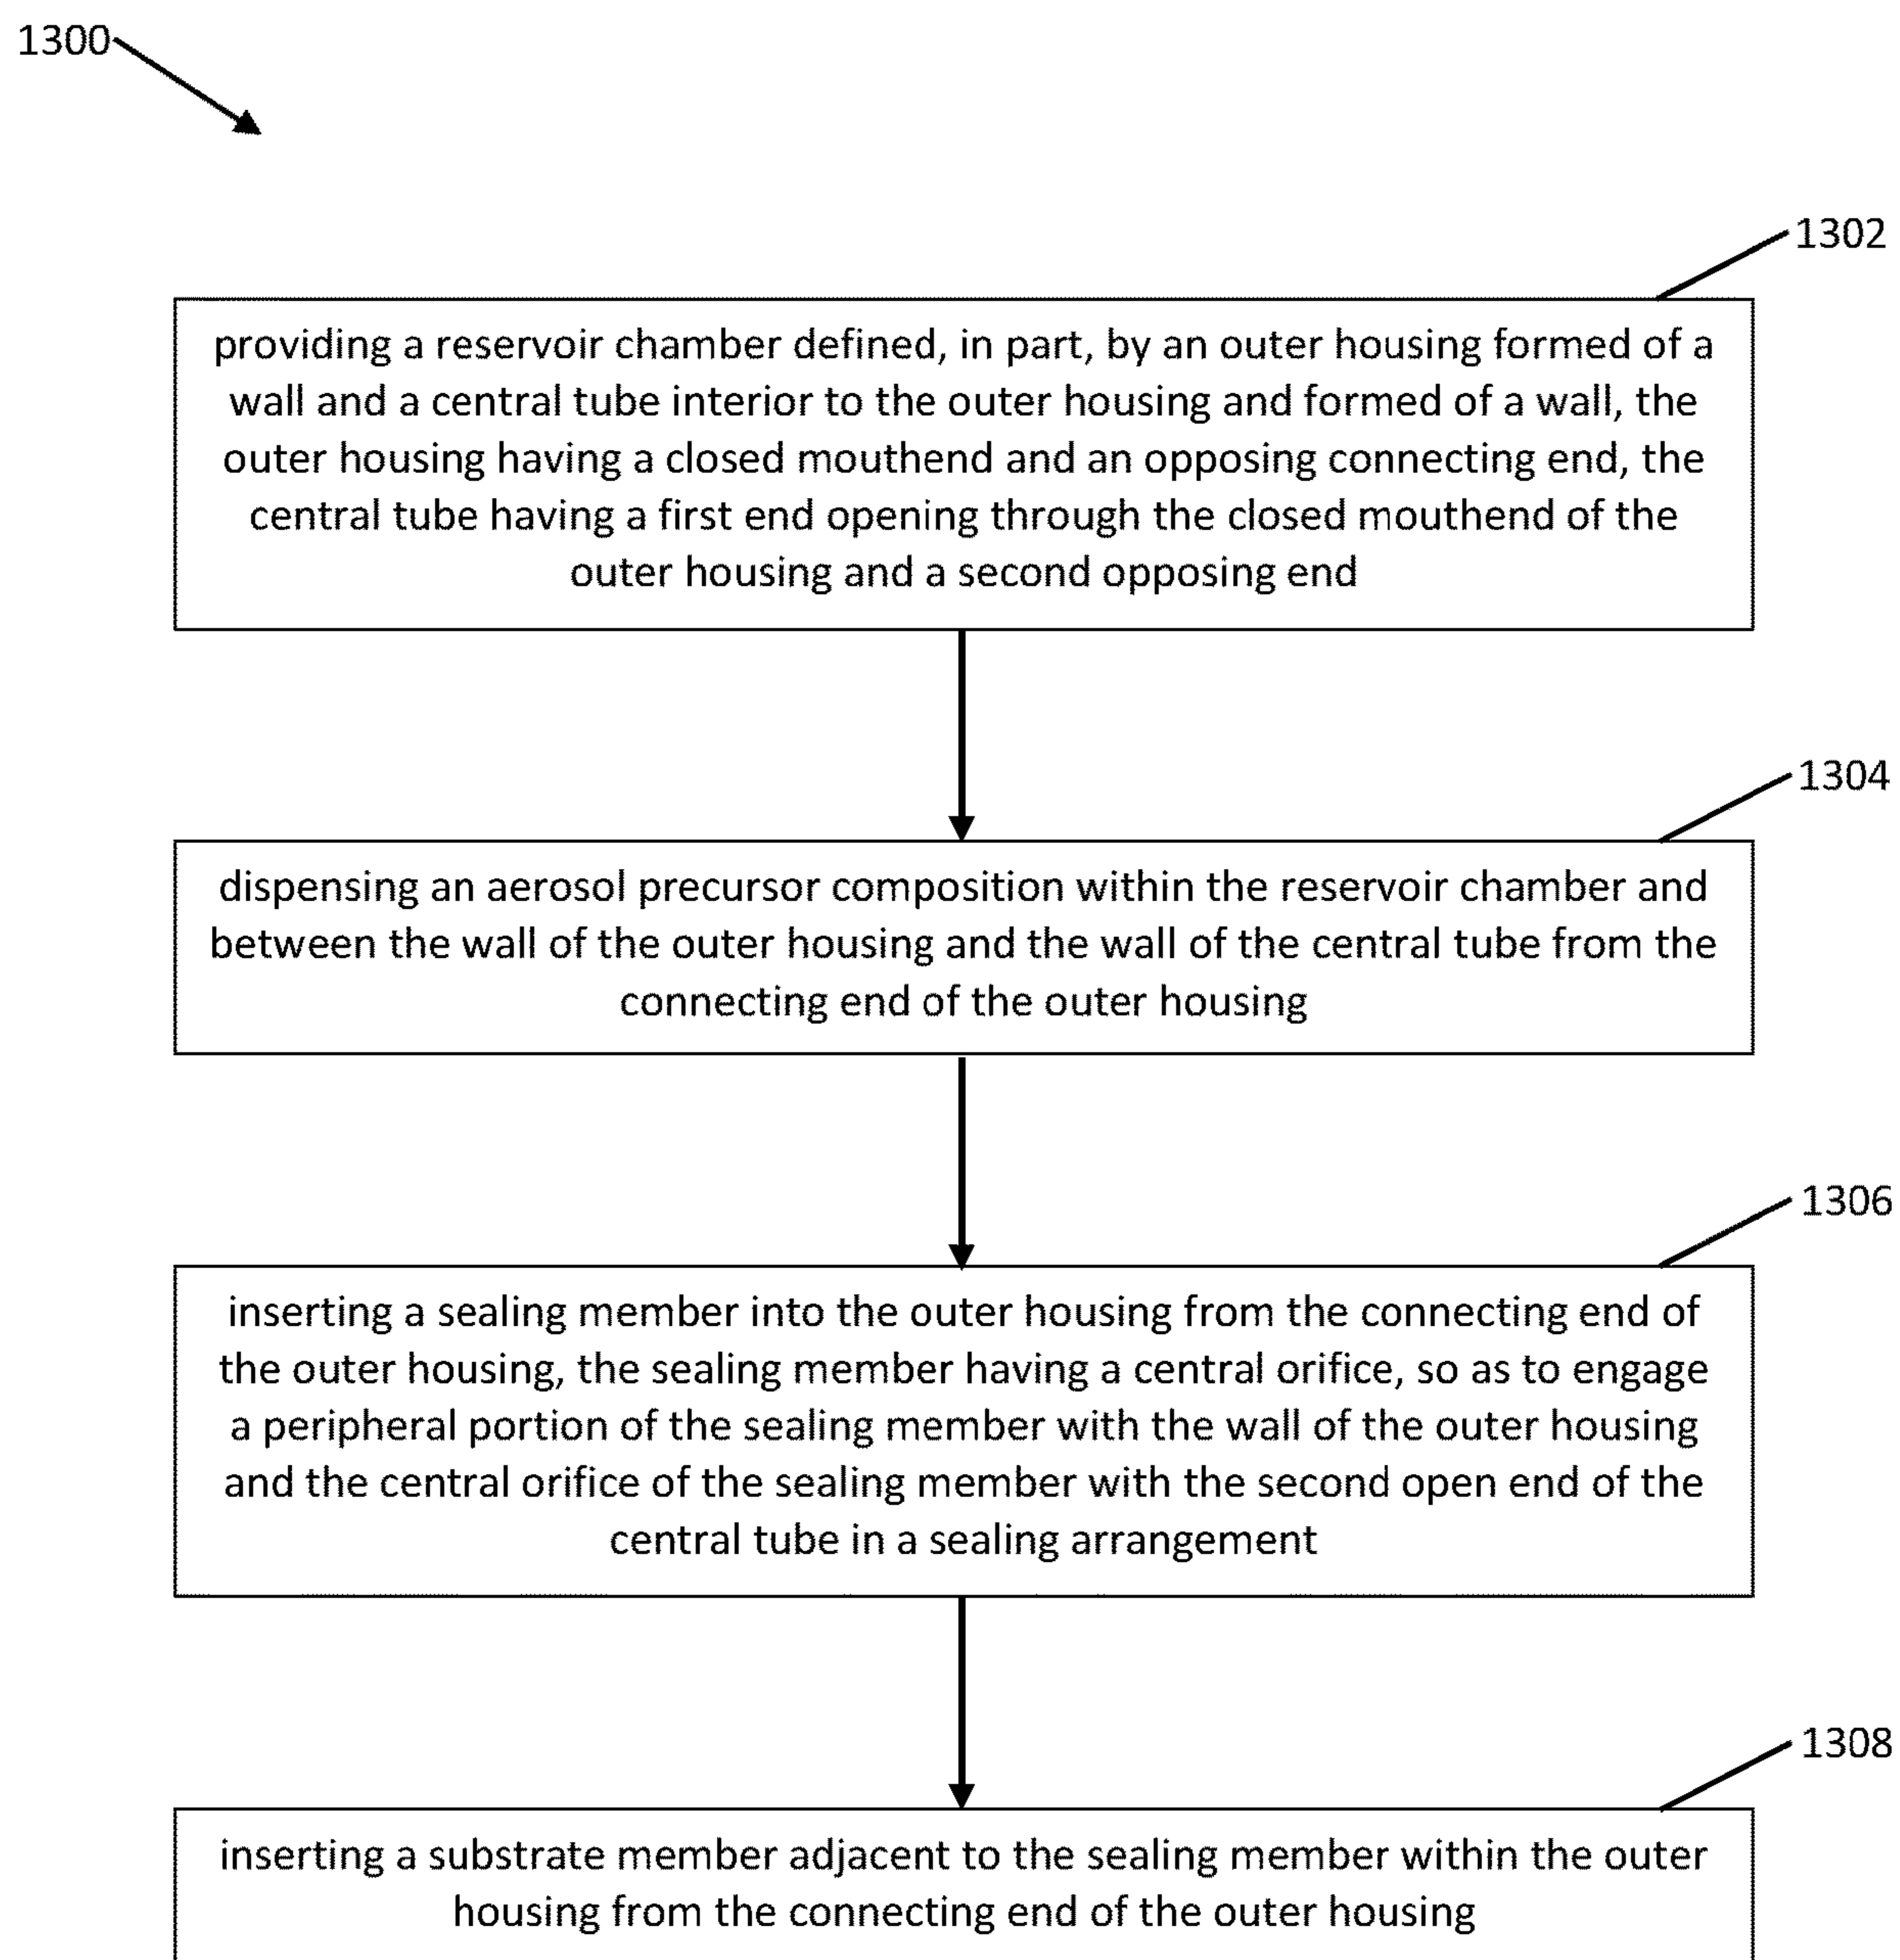 1300
1302
providing a reservoir chamber defined, in part, by an outer housing formed of a
wall and a central tube interior to the outer housing and formed of a wall, the
outer housing having a closed mouthend and an opposing connecting end, the
central tube having a first end opening through the closed mouthend of the
outer housing and a second opposing end
1304
dispensing an aerosol precursor composition within the reservoir chamber and
between the wall of the outer housing and the wall of the central tube from the
connecting end of the outer housing
1306
inserting a sealing member into the outer housing from the connecting end of
the outer housing, the sealing member having a central orifice, so as to engage
a peripheral portion of the sealing member with the wall of the outer housing
and the central orifice of the sealing member with the second open end of the
central tube in a sealing arrangement
1308
inserting a substrate member adjacent to the sealing member within the outer
housing from the connecting end of the outer housing